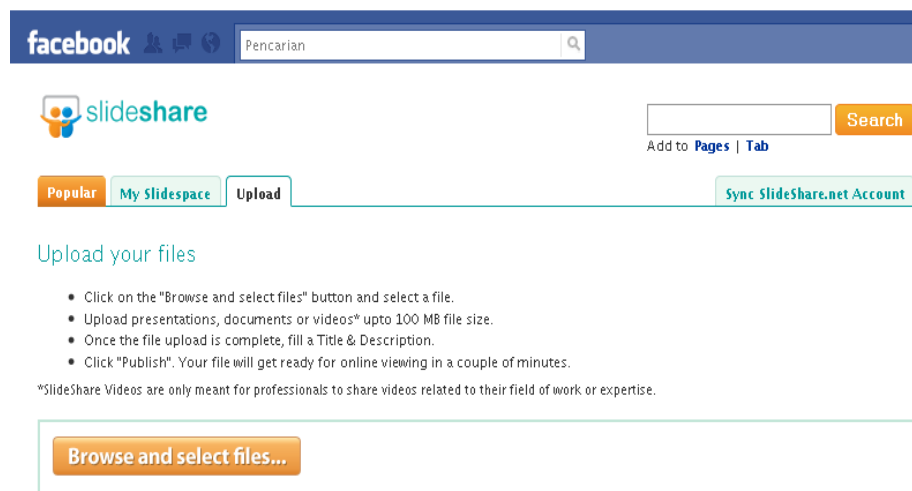 facebook Pencarian
slideshare
Search
Add to Pages | Tab
Popular My Slidespace Upload Sync SlideShare.net Account
Upload your files
• Click on the "Browse and select files" button and select a file.
• Upload presentations, documents or videos* upto 100 MB file size.
• Once the file upload is complete, fill a Title & Description.
• Click "Publish". Your file will get ready for online viewing in a couple of minutes.
*SlideShare Videos are only meant for professionals to share videos related to their field of work or expertise.
Browse and select files...